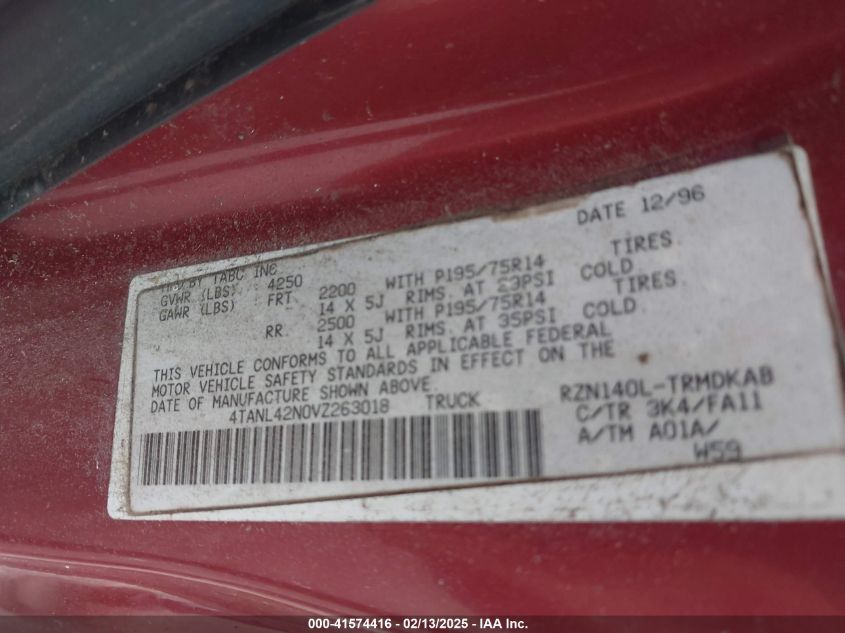 DATE 12/96
MFD BY TABC INC
GVWR (LBS) 4250
GAWR (LBS) FRT 2200 WITH P195/75R14 TIRES
14 X 5J RIMS AT 29PSI COLD
RR 2500 WITH P195/75R14 TIRES
14 X 5J RIMS AT 35PSI COLD
THIS VEHICLE CONFORMS TO ALL APPLICABLE FEDERAL
MOTOR VEHICLE SAFETY STANDARDS IN EFFECT ON THE
DATE OF MANUFACTURE SHOWN ABOVE.
4TANL42N0VZ263018 TRUCK
RZN140L-TRMDKAB
C/TR 3K4/FA11
A/TM A01A/
W59
000-41574416 - 02/13/2025 - IAA Inc.